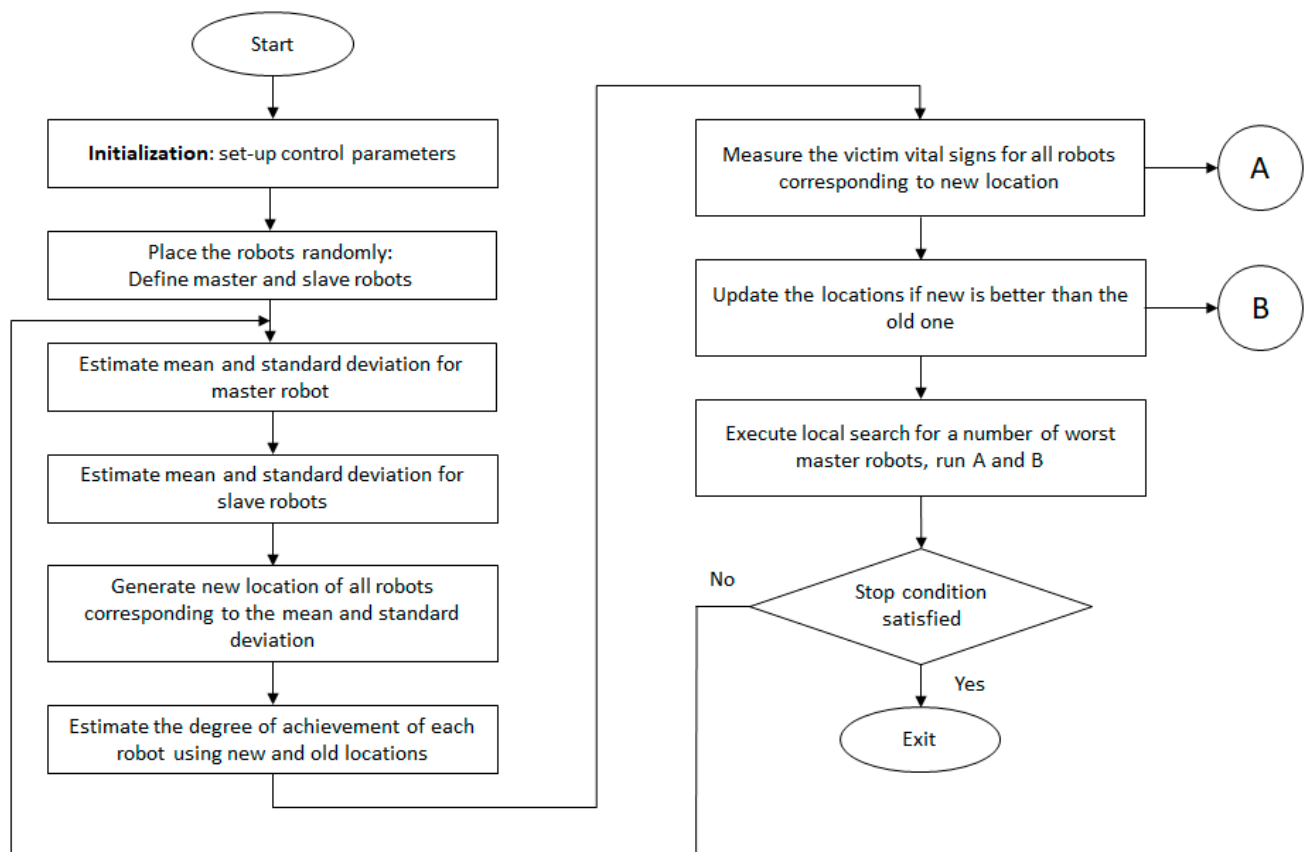 Start
Initialization: set-up control parameters
Place the robots randomly:
Define master and slave robots
Estimate mean and standard deviation for
master robot
Estimate mean and standard deviation for
slave robots
Generate new location of all robots
corresponding to the mean and standard
deviation
Estimate the degree of achievement of each
robot using new and old locations
Measure the victim vital signs for all robots
corresponding to new location
A
Update the locations if new is better than the
old one
B
Execute local search for a number of worst
master robots, run A and B
Stop condition
satisfied
No
Yes
Exit